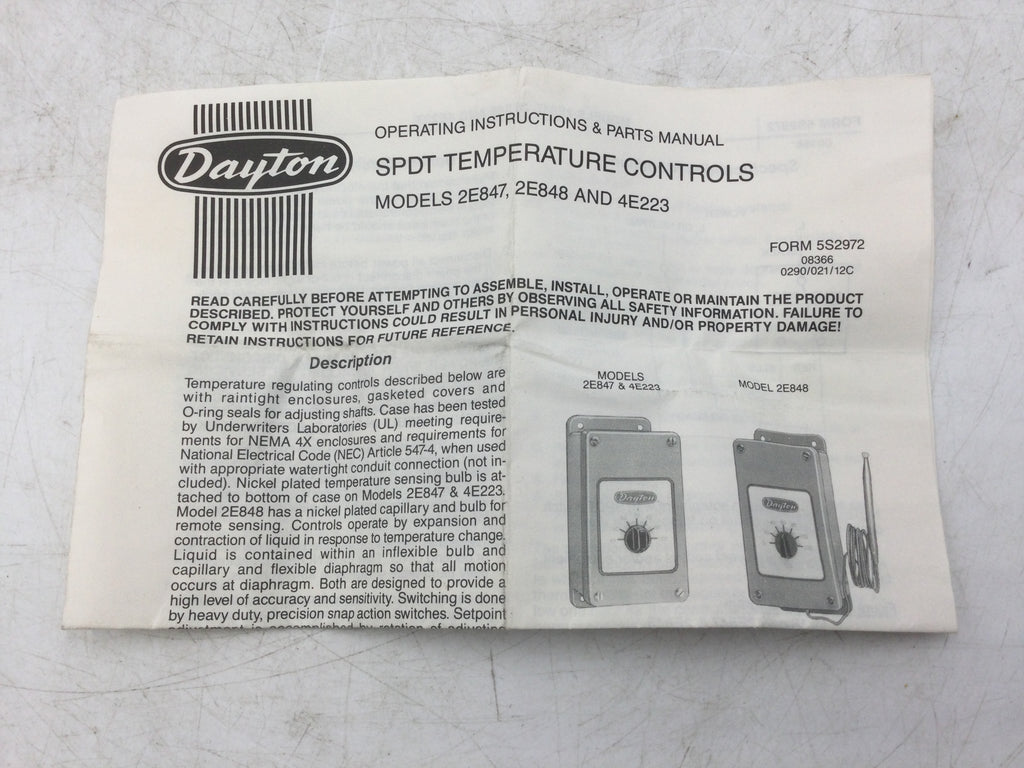 Dayton
OPERATING INSTRUCTIONS & PARTS MANUAL
SPDT TEMPERATURE CONTROLS
MODELS 2E847, 2E848 AND 4E223
FORM 5S2972
08366
0290/021/12C
READ CAREFULLY BEFORE ATTEMPTING TO ASSEMBLE, INSTALL, OPERATE OR MAINTAIN THE PRODUCT
DESCRIBED. PROTECT YOURSELF AND OTHERS BY OBSERVING ALL SAFETY INFORMATION. FAILURE TO
COMPLY WITH INSTRUCTIONS COULD RESULT IN PERSONAL INJURY AND/OR PROPERTY DAMAGE!
RETAIN INSTRUCTIONS FOR FUTURE REFERENCE.
Description
Temperature regulating controls described below are
with raintight enclosures, gasketed covers and
O-ring seals for adjusting shafts. Case has been tested
by Underwriters Laboratories (UL) meeting require-
ments for NEMA 4X enclosures and requirements for
National Electrical Code (NEC) Article 547-4, when used
with appropriate watertight conduit connection (not in-
cluded). Nickel plated temperature sensing bulb is at-
tached to bottom of case on Models 2E847 & 4E223.
Model 2E848 has a nickel plated capillary and bulb for
remote sensing. Controls operate by expansion and
contraction of liquid in response to temperature change.
Liquid is contained within an inflexible bulb and
capillary and flexible diaphragm so that all motion
occurs at diaphragm. Both are designed to provide a
high level of accuracy and sensitivity. Switching is done
by heavy duty, precision snap action switches. Setpoint
adjustment is accomplished by rotation of adjusting
MODELS
2E847 & 4E223
MODEL 2E848
Dayton
Dayton